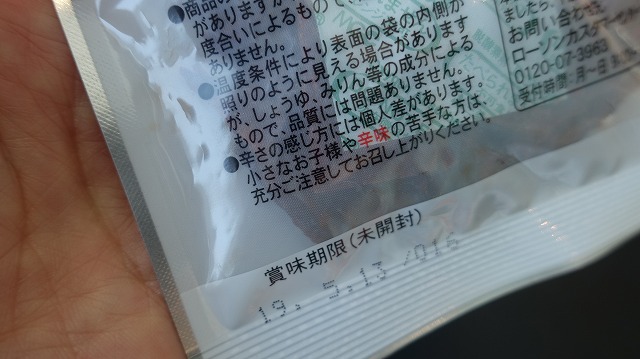 ●商品の
がありますが
度合いによるもので
ありません。
●温度条件により表面の袋の内側が
照りのように見える場合があります
が、しょうゆ、みりん等の成分による
もので、品質には問題ありません。
●辛さの感じ方には個人差があります。
小さなお子様や辛味の苦手な方は、
充分ご注意してお召し上がりください。
ましたら、
お問い合わせ
ローソンカスタマー
0120-07-3963
受付時間:月〜日 9
賞味期限(未開封)
19. 5.13 /016